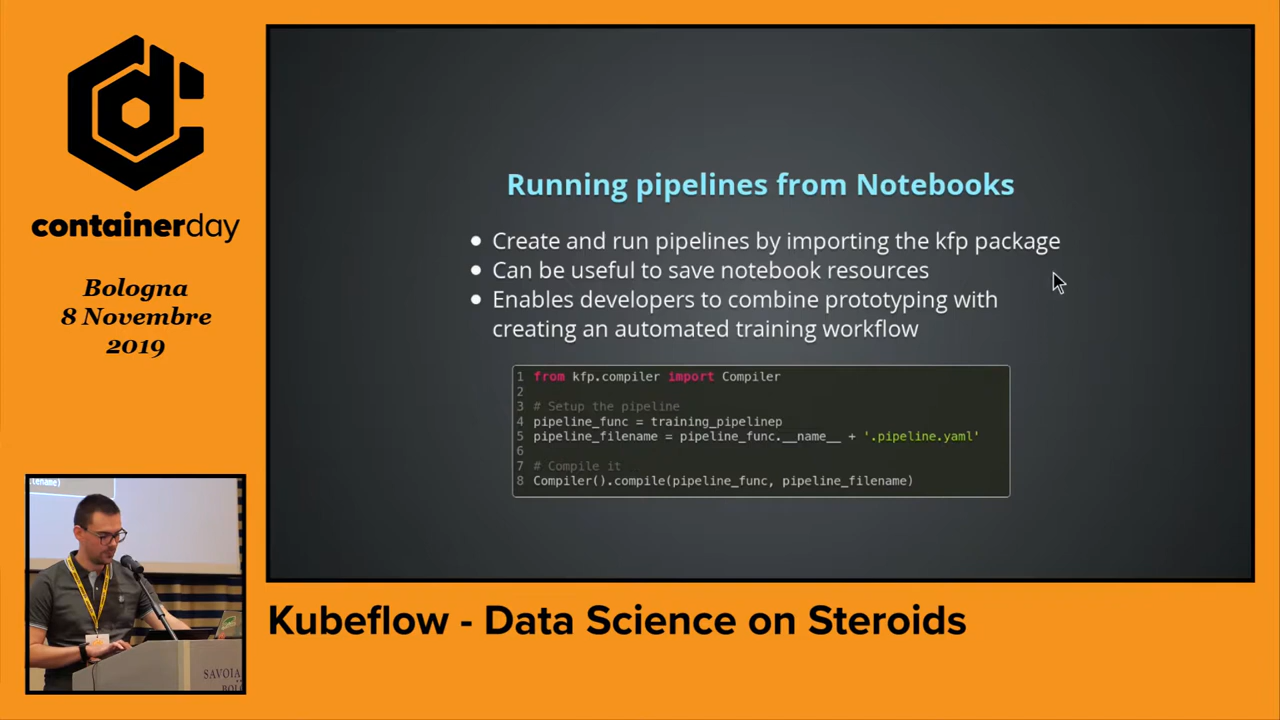 containerday
Bologna
8 Novembre
2019
Running pipelines from Notebooks
Create and run pipelines by importing the kfp package
Can be useful to save notebook resources
Enables developers to combine prototyping with
creating an automated training workflow
1 from kfp.compiler import Compiler
2
3 # Setup the pipeline
4 pipeline_func = training_pipelinep
5 pipeline_filename = pipeline_func.__name__ + '.pipeline.yaml'
6
7 # Compile it
8 Compiler().compile(pipeline_func, pipeline_filename)
SAVOIA
Kubeflow - Data Science on Steroids